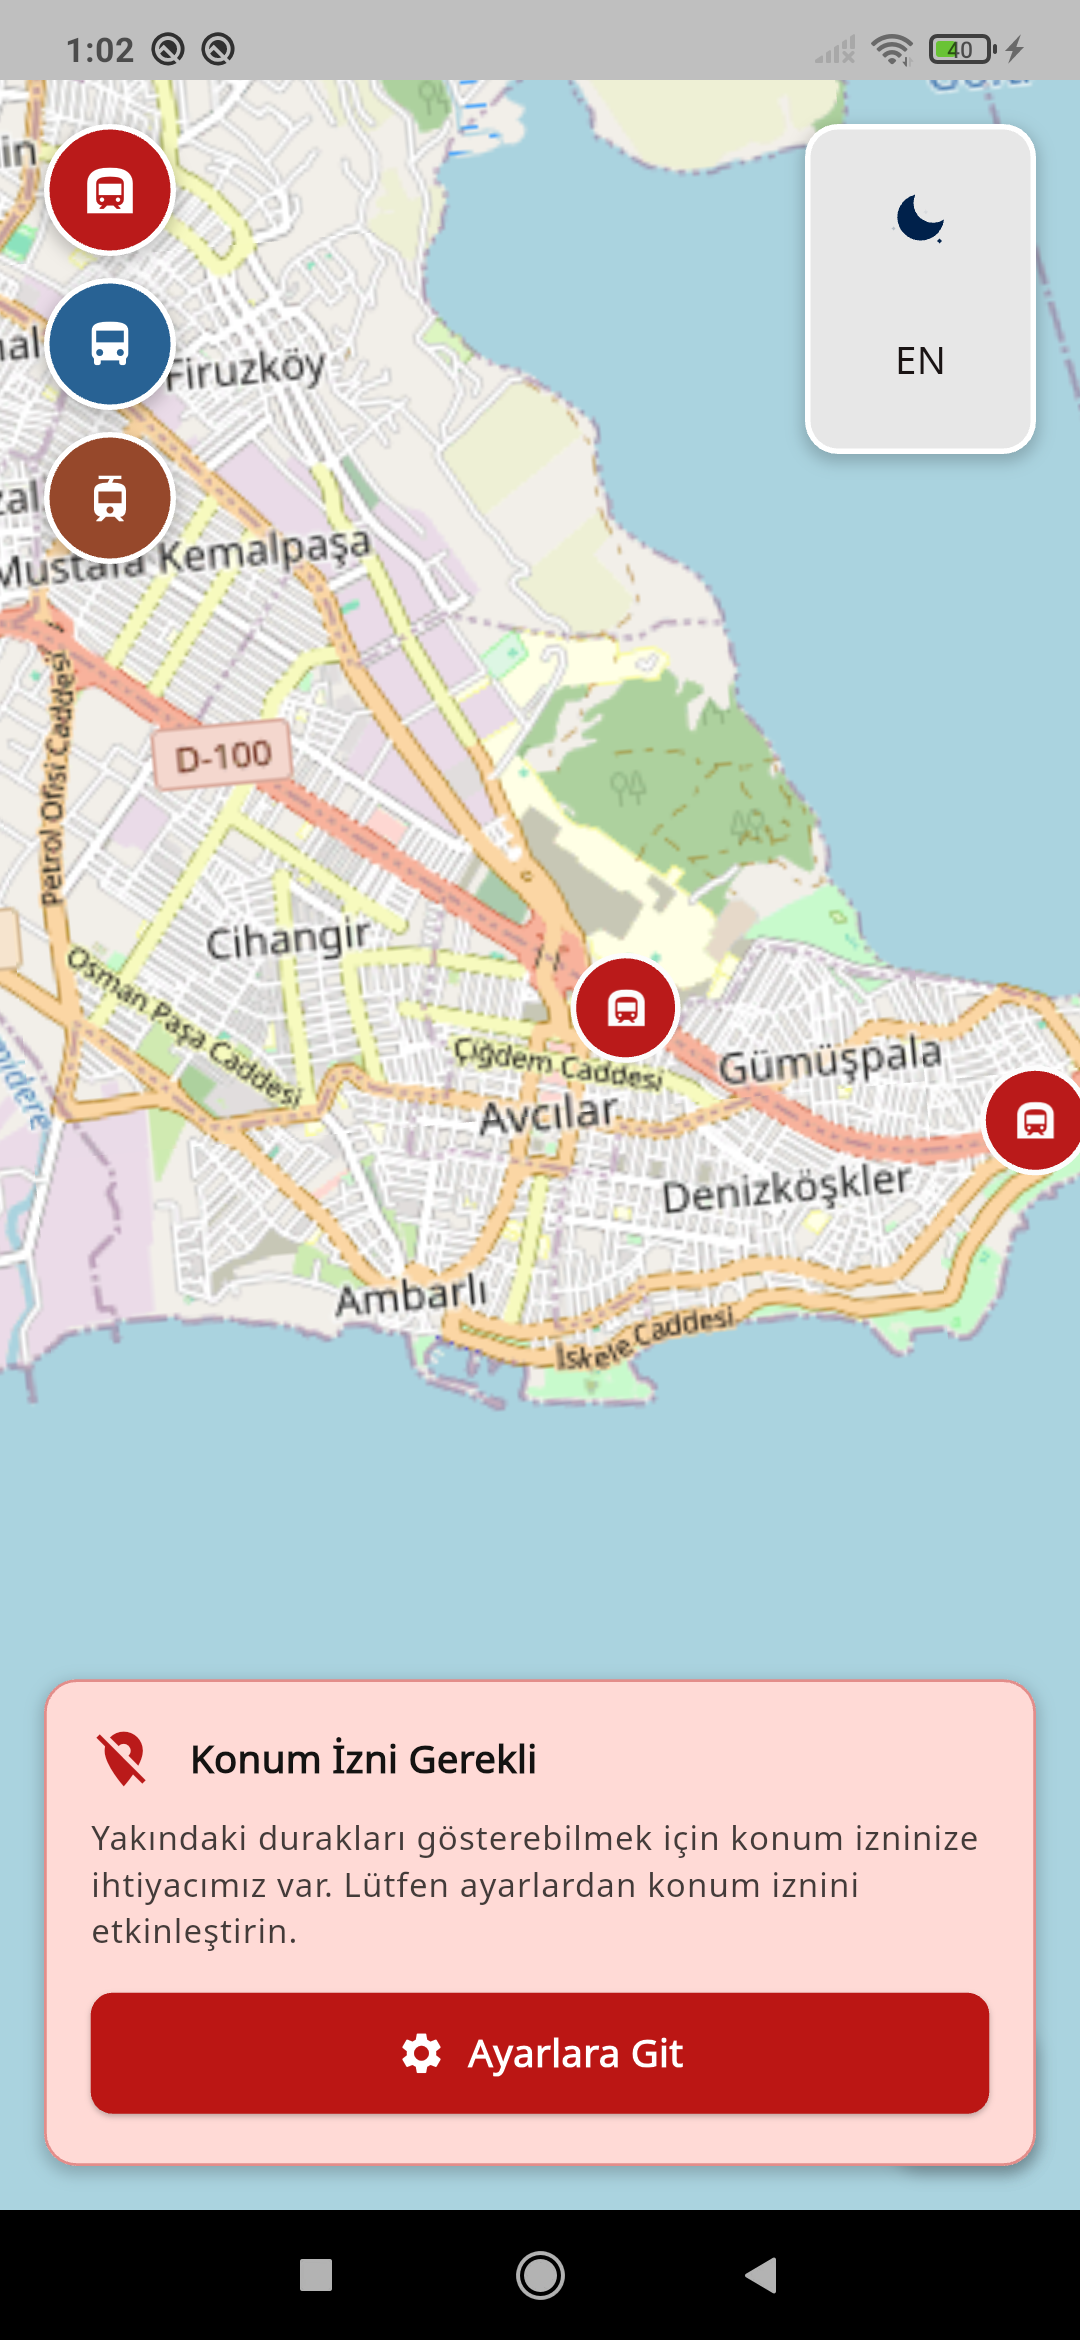 1:02
40
in
Gölü
EN
al
Firuzköy
zal
Mustafa Kemalpaşa
Petrol Ofisi Caddesi
D-100
Cihangir
Osman Paşa Caddesi
Çiğdem Caddesi
Gümüşpala
Avcılar
Denizköşkler
Ambarlı
İskele Caddesi
Konum İzni Gerekli
Yakındaki durakları gösterebilmek için konum izninize
ihtiyacımız var. Lütfen ayarlardan konum iznini
etkinleştirin.
Ayarlara Git